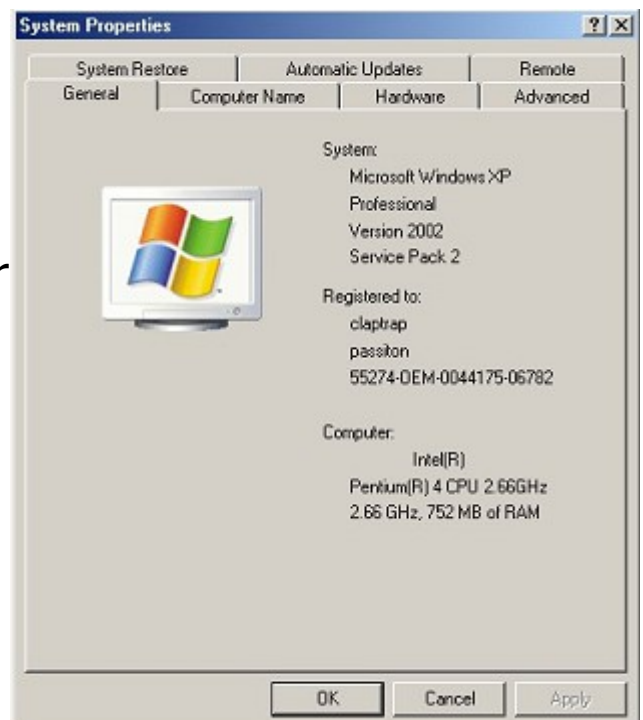 System Properties
System Restore Automatic Updates Remote
General Computer Name Hardware Advanced
System:
Microsoft Windows XP
Professional
Version 2002
Service Pack 2
Registered to:
claptrap
passiton
55274-OEM-0044175-06782
Computer:
Intel(R)
Pentium(R) 4 CPU 2.66GHz
2.66 GHz, 752 MB of RAM
OK Cancel Apply